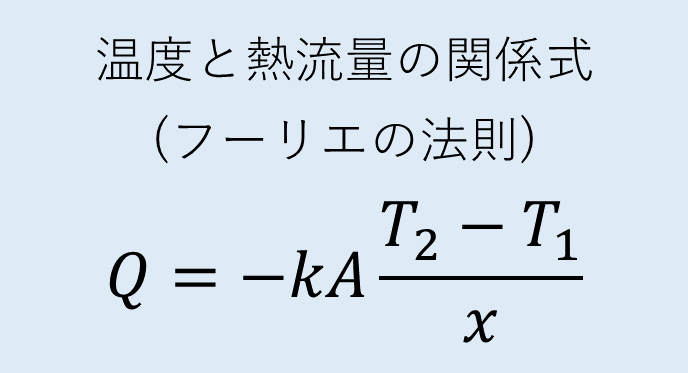 温度と熱流量の関係式
(フーリエの法則)
Q = −kA (T₂ − T₁)/x